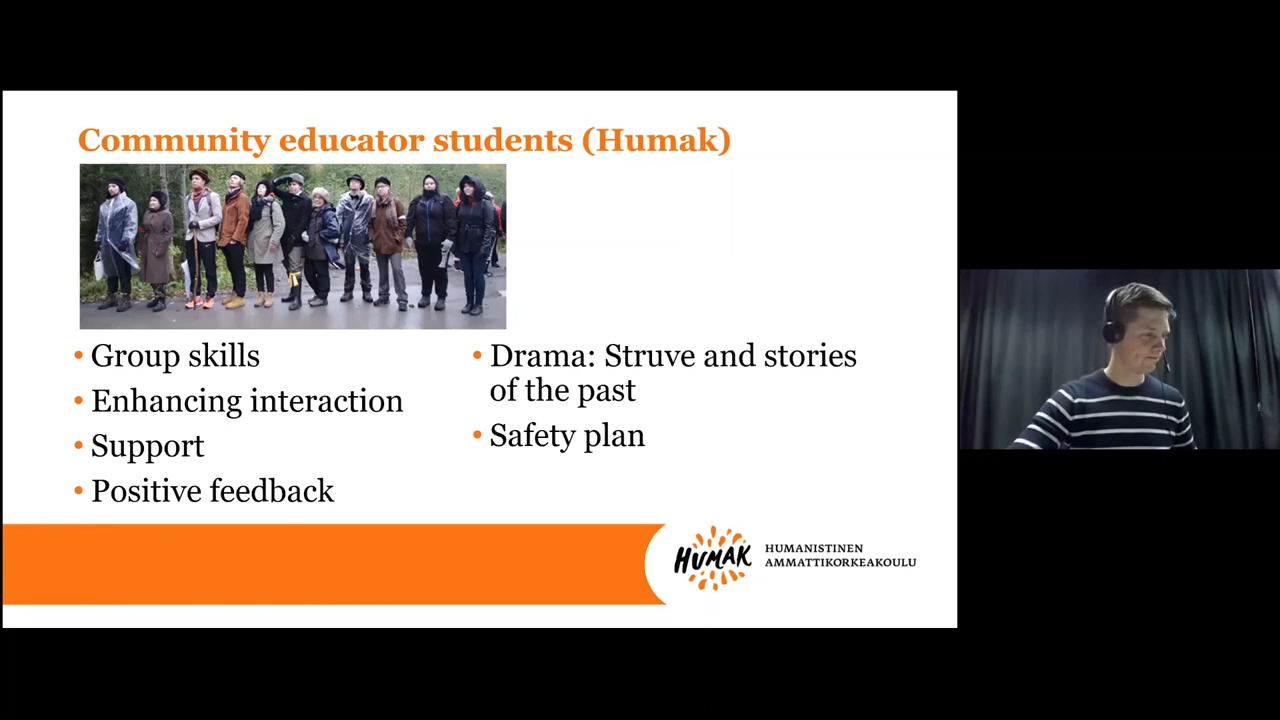 Community educator students (Humak)
• Group skills
• Enhancing interaction
• Support
• Positive feedback
• Drama: Struve and stories
of the past
• Safety plan
HUMAK
HUMANISTINEN
AMMATTIKORKEAKOULU